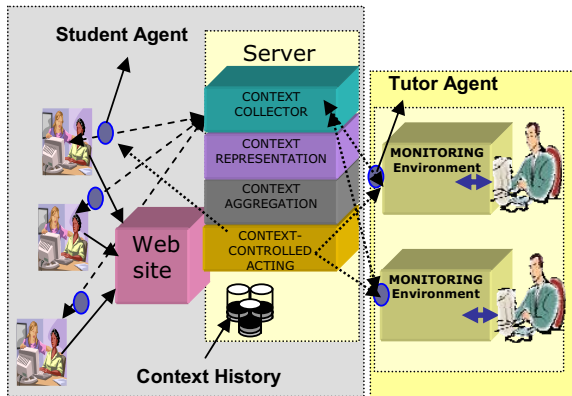 Student Agent
Server
Tutor Agent
CONTEXT
COLLECTOR
CONTEXT
REPRESENTATION
CONTEXT
AGGREGATION
CONTEXT-
CONTROLLED
ACTING
Web
site
MONITORING
Environment
MONITORING
Environment
Context History